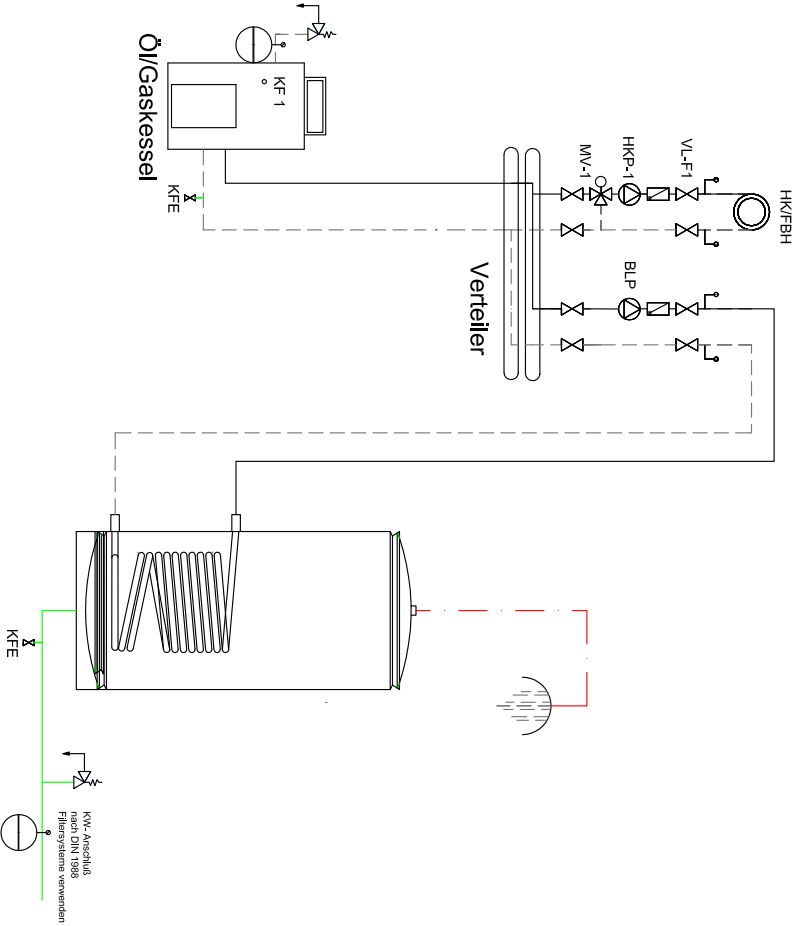 HK/FBH
VL-F1
HKP-1
MV-1
BLP
Verteiler
KF 1
Öl/Gaskessel
KFE
KFE
KW- Anschluß
nach DIN 1988
Filtersysteme verwenden